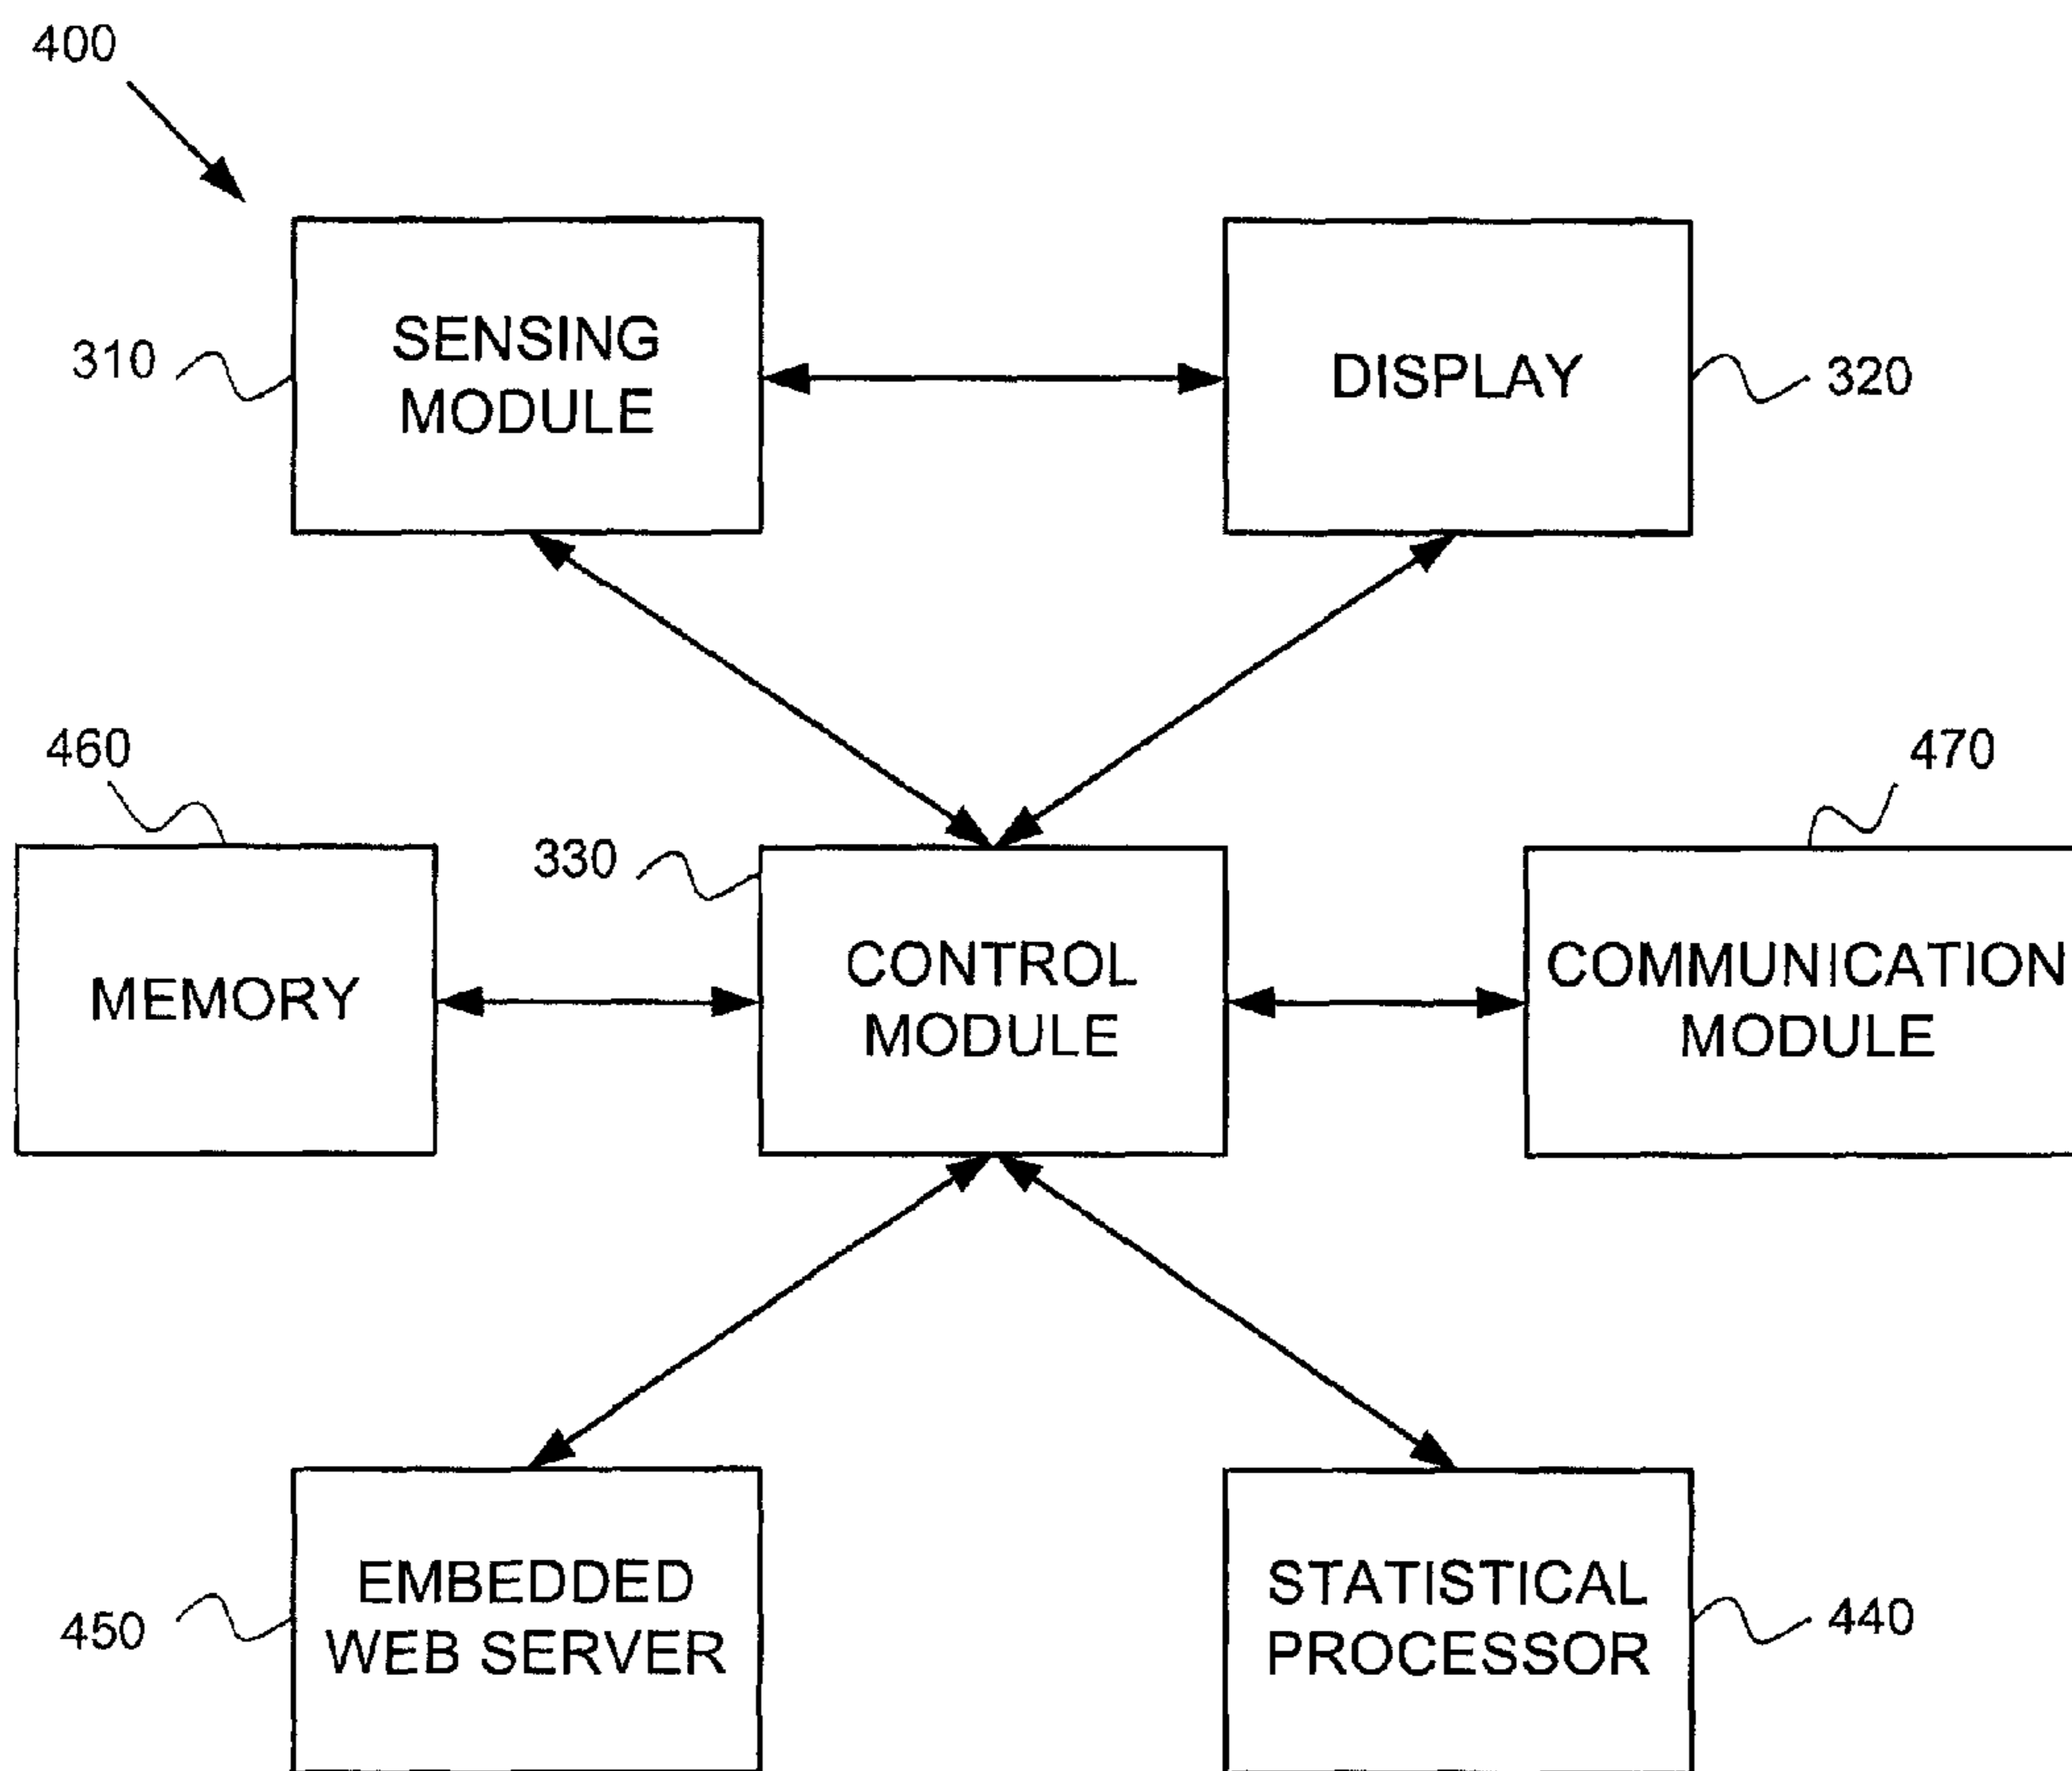 400
SENSING
MODULE
310
DISPLAY
320
460
470
330
MEMORY
CONTROL
MODULE
COMMUNICATION
MODULE
EMBEDDED
WEB SERVER
450
STATISTICAL
PROCESSOR
440